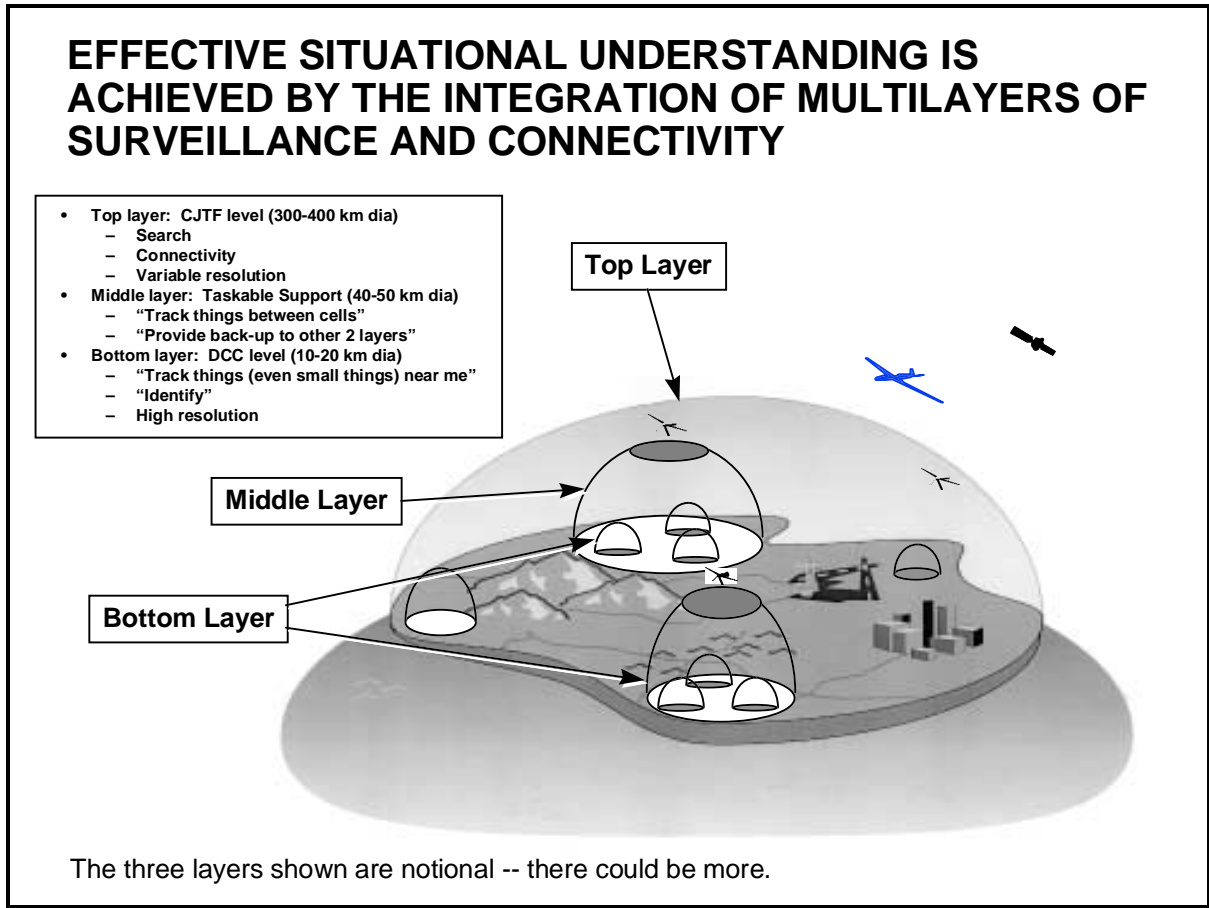 EFFECTIVE SITUATIONAL UNDERSTANDING IS
ACHIEVED BY THE INTEGRATION OF MULTILAYERS OF
SURVEILLANCE AND CONNECTIVITY
• Top layer: CJTF level (300-400 km dia)
– Search
– Connectivity
– Variable resolution
• Middle layer: Taskable Support (40-50 km dia)
– “Track things between cells”
– “Provide back-up to other 2 layers”
• Bottom layer: DCC level (10-20 km dia)
– “Track things (even small things) near me”
– “Identify”
– High resolution
Top Layer
Middle Layer
Bottom Layer
The three layers shown are notional -- there could be more.